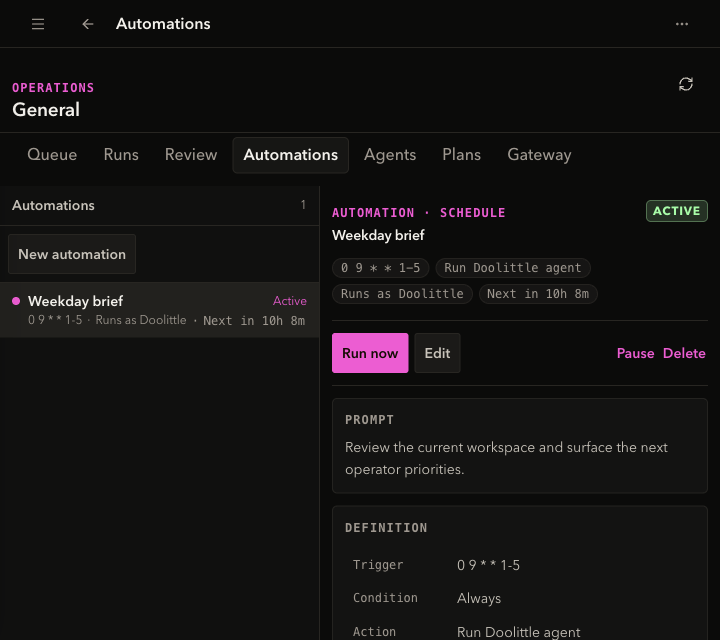 Automations
OPERATIONS
General
Queue Runs Review Automations Agents Plans Gateway
Automations 1
New automation
Weekday brief Active
0 9 * * 1-5 · Runs as Doolittle · Next in 10h 8m
AUTOMATION · SCHEDULE ACTIVE
Weekday brief
0 9 * * 1-5 Run Doolittle agent
Runs as Doolittle Next in 10h 8m
Run now Edit Pause Delete
PROMPT
Review the current workspace and surface the next
operator priorities.
DEFINITION
Trigger 0 9 * * 1-5
Condition Always
Action Run Doolittle agent